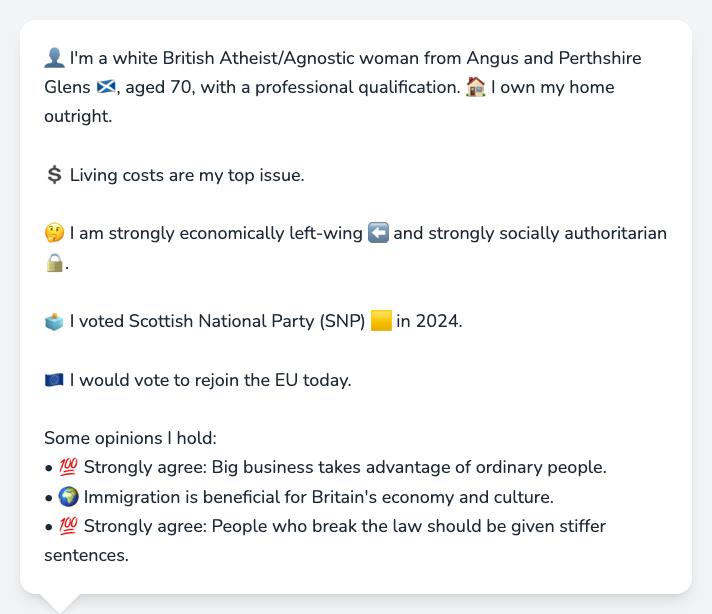 👤 I'm a white British Atheist/Agnostic woman from Angus and Perthshire
Glens 🏴󠁧󠁢󠁳󠁣󠁴󠁿, aged 70, with a professional qualification. 🏠 I own my home
outright.
💲 Living costs are my top issue.
🤔 I am strongly economically left-wing ⬅️ and strongly socially authoritarian
🔒.
🗳️ I voted Scottish National Party (SNP) 🟨 in 2024.
🇪🇺 I would vote to rejoin the EU today.
Some opinions I hold:
• 💯 Strongly agree: Big business takes advantage of ordinary people.
• 🌍 Immigration is beneficial for Britain's economy and culture.
• 💯 Strongly agree: People who break the law should be given stiffer
sentences.